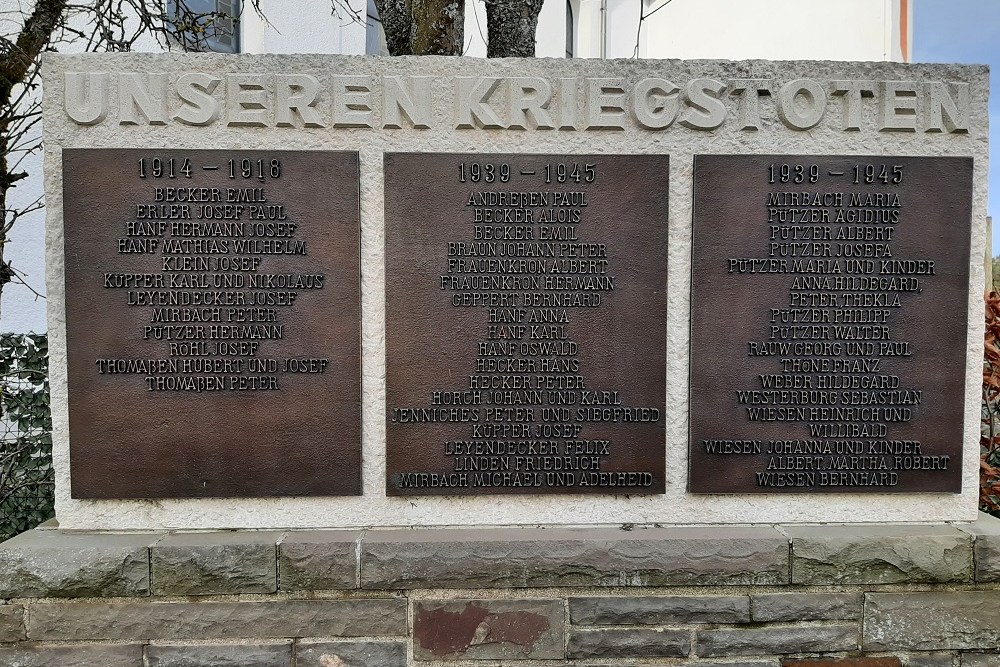 UNSEREN KRIEGSTOTEN
1914 – 1918
BECKER EMIL
ERLER JOSEF PAUL
HANF HERMANN JOSEF
HANF MATHIAS WILHELM
KLEIN JOSEF
KÜPPER KARL UND NIKOLAUS
LEYENDECKER JOSEF
MIRBACH PETER
PÜTZER HERMANN
RÖHL JOSEF
THOMAßEN HUBERT UND JOSEF
THOMAßEN PETER
1939 – 1945
ANDREßEN PAUL
BECKER ALOIS
BECKER EMIL
BRAUN JOHANN PETER
FRAUENKRON ALBERT
FRAUENKRON HERMANN
GEPPERT BERNHARD
HANF ANNA
HANF KARL
HANF OSWALD
HECKER HANS
HECKER PETER
HORCH JOHANN UND KARL
JENNICHES PETER UND SIEGFRIED
KÜPPER JOSEF
LEYENDECKER FELIX
LINDEN FRIEDRICH
MIRBACH MICHAEL UND ADELHEID
1939 – 1945
MIRBACH MARIA
PÜTZER AGIDIUS
PÜTZER ALBERT
PÜTZER JOSEFA
PÜTZER MARIA UND KINDER
ANNA HILDEGARD,
PETER THEKLA
PÜTZER PHILIPP
PÜTZER WALTER
RAUW GEORG UND PAUL
THÖNE FRANZ
WEBER HILDEGARD
WESTERBURG SEBASTIAN
WIESEN HEINRICH UND
WILLIBALD
WIESEN JOHANNA UND KINDER
ALBERT, MARTHA, ROBERT
WIESEN BERNHARD